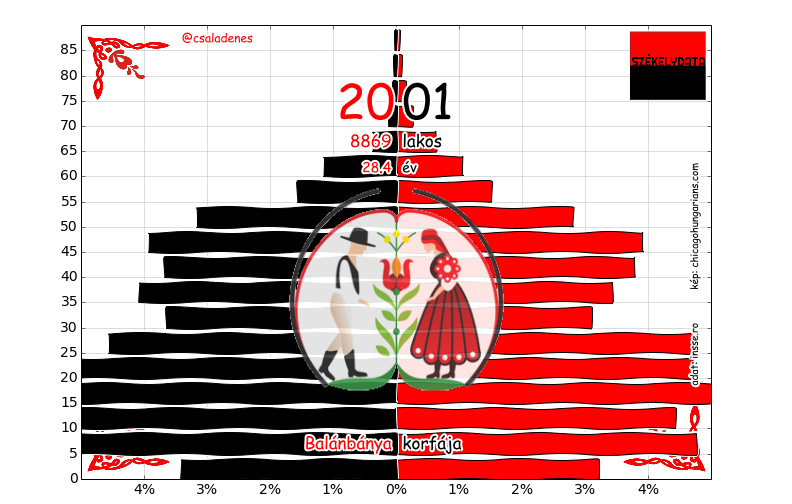 @csaladenes
SZÉKELYDATA
2001
8869 lakos
28.4 év
kép: chicagohungarians.com
adat: insse.ro
Balánbánya korfája
85
80
75
70
65
60
55
50
45
40
35
30
25
20
15
10
5
0
4% 3% 2% 1% 0% 1% 2% 3% 4%